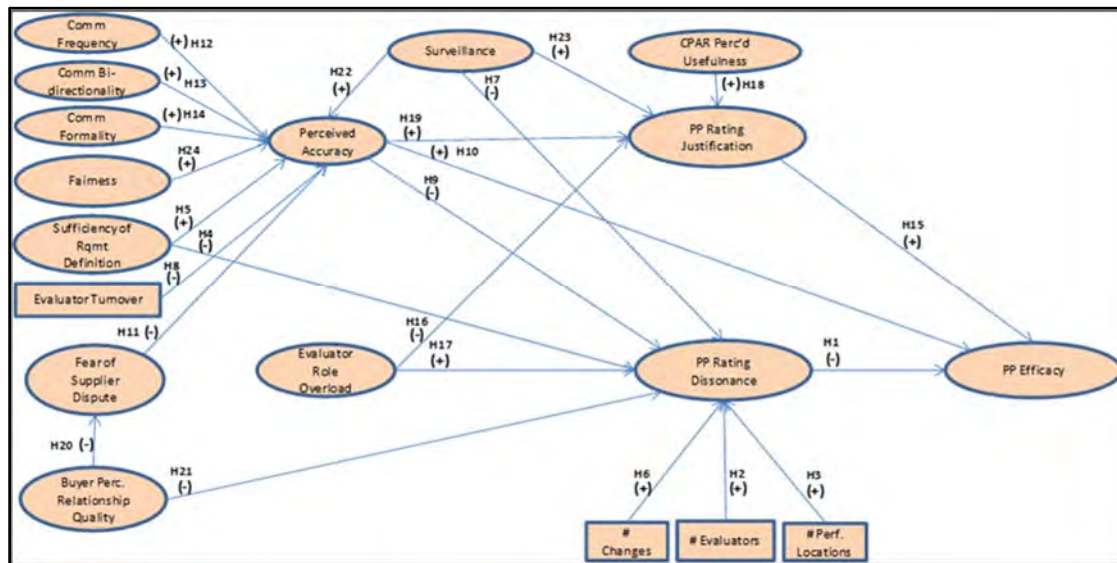 Comm
Frequency
(+) H12
Comm Bi-
directionality
(+)
H13
Comm
Formality
(+) H14
Fairness
H24
(+)
Sufficiency of
Rqmt
Definition
H5
(+)
H4
(-)
Evaluator Turnover
H8
(-)
H11 (-)
Fear of
Supplier
Dispute
H20 (-)
Buyer Perc.
Relationship
Quality
H21
(-)
Surveillance
H22
(+)
H23
(+)
H7
(-)
CPAR Perc'd
Usefulness
(+) H18
Perceived
Accuracy
H19
(+)
(+) H10
H9
(-)
PP Rating
Justification
H15
(+)
Evaluator
Role
Overload
H16
(-)
H17
(+)
PP Rating
Dissonance
H1
(-)
PP Efficacy
H6
(+)
H2
(+)
H3
(+)
#
Changes
# Evaluators
# Perf.
Locations